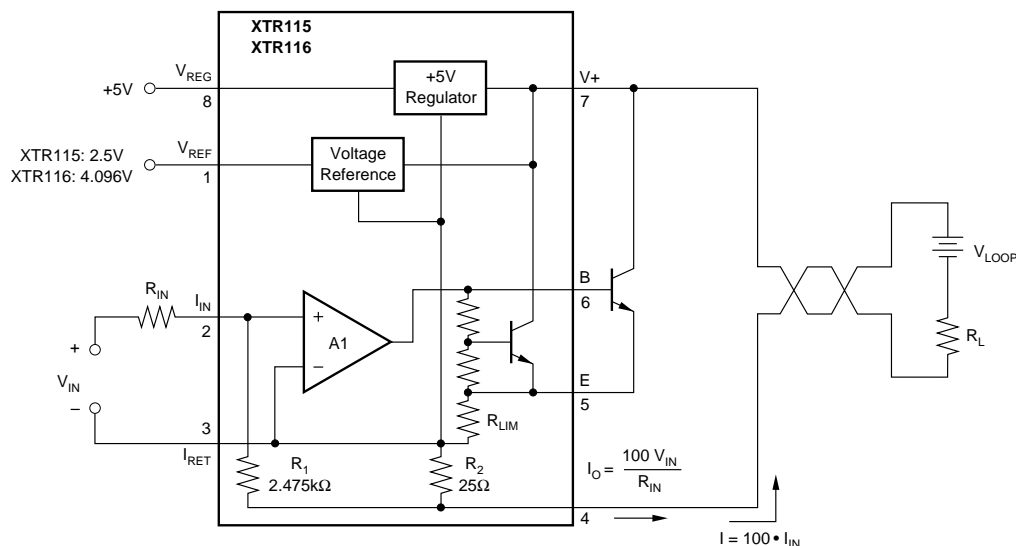 XTR115
XTR116
+5V
V_REG
8
+5V
Regulator
V+
7
XTR115: 2.5V
XTR116: 4.096V
V_REF
1
Voltage
Reference
V_LOOP
R_L
R_IN
I_IN
2
+
A1
−
B
6
+
V_IN
−
E
5
R_LIM
3
I_RET
R_1
2.475kΩ
R_2
25Ω
I_O = 100 V_IN / R_IN
4
I = 100 • I_IN